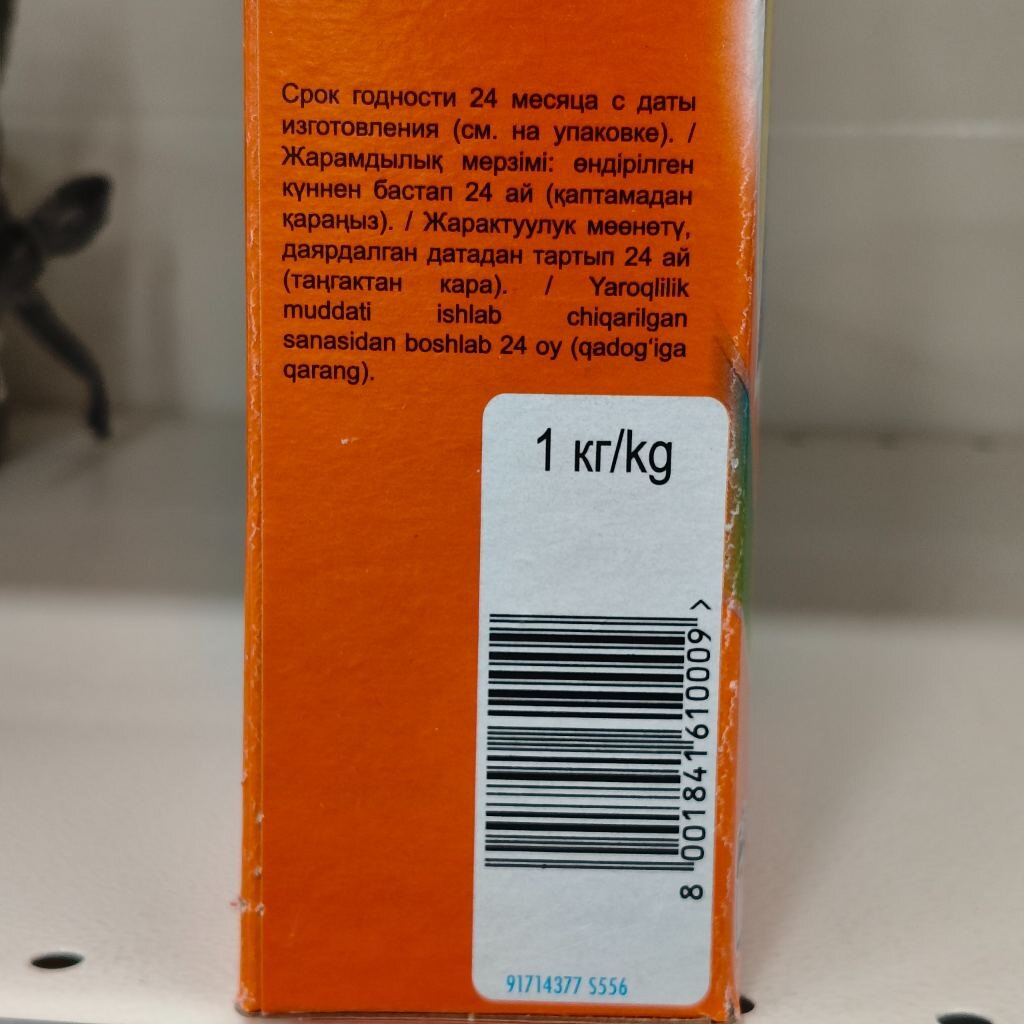 Срок годности 24 месяца с даты
изготовления (см. на упаковке). /
Жарамдылық мерзімі: өндірілген
күннен бастап 24 ай (қаптамадан
қараңыз). / Жарактуулук мөөнөтү,
даярдалган датадан тартып 24 ай
(таңгактан кара). / Yaroqlilik
muddati ishlab chiqarilgan
sanasidan boshlab 24 oy (qadog‘iga
qarang).
1 кг/kg
8 001841 610009 >
91714377 S556